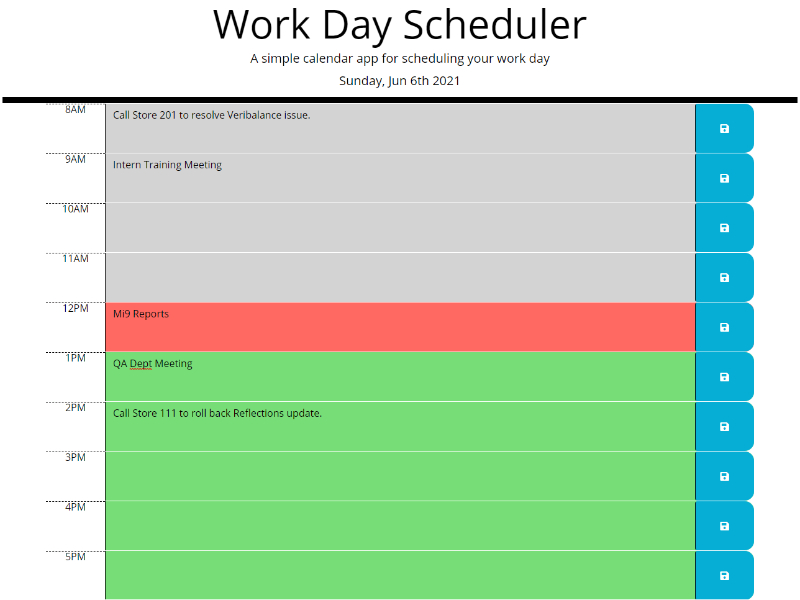 Work Day Scheduler
A simple calendar app for scheduling your work day
Sunday, Jun 6th 2021
8AM Call Store 201 to resolve Veribalance issue.
9AM Intern Training Meeting
10AM
11AM
12PM Mi9 Reports
1PM QA Dept Meeting
2PM Call Store 111 to roll back Reflections update.
3PM
4PM
5PM